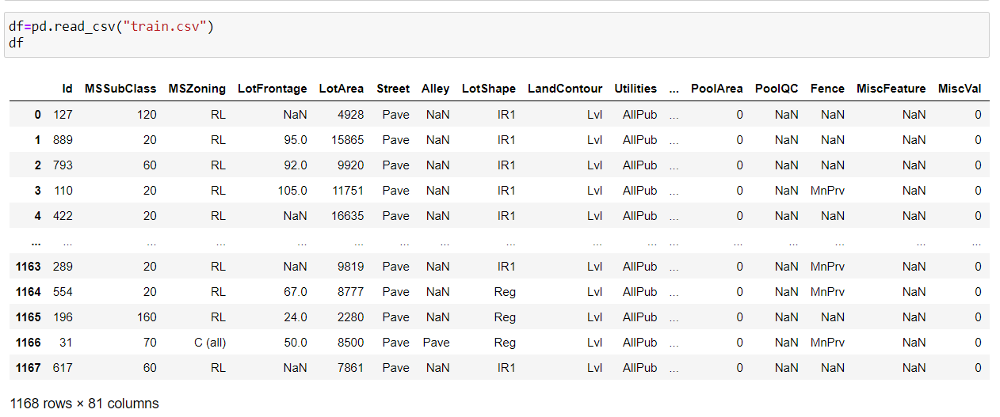 df=pd.read_csv("train.csv")
df
Id MSSubClass MSZoning LotFrontage LotArea Street Alley LotShape LandContour Utilities ... PoolArea PoolQC Fence MiscFeature MiscVal
0 127 120 RL NaN 4928 Pave NaN IR1 Lvl AllPub ... 0 NaN NaN NaN 0
1 889 20 RL 95.0 15865 Pave NaN IR1 Lvl AllPub ... 0 NaN NaN NaN 0
2 793 60 RL 92.0 9920 Pave NaN IR1 Lvl AllPub ... 0 NaN NaN NaN 0
3 110 20 RL 105.0 11751 Pave NaN IR1 Lvl AllPub ... 0 NaN MnPrv NaN 0
4 422 20 RL NaN 16635 Pave NaN IR1 Lvl AllPub ... 0 NaN NaN NaN 0
... ... ... ... ... ... ... ... ... ... ... ... ... ... ... ... ...
1163 289 20 RL NaN 9819 Pave NaN IR1 Lvl AllPub ... 0 NaN MnPrv NaN 0
1164 554 20 RL 67.0 8777 Pave NaN Reg Lvl AllPub ... 0 NaN MnPrv NaN 0
1165 196 160 RL 24.0 2280 Pave NaN Reg Lvl AllPub ... 0 NaN NaN NaN 0
1166 31 70 C (all) 50.0 8500 Pave Pave Reg Lvl AllPub ... 0 NaN MnPrv NaN 0
1167 617 60 RL NaN 7861 Pave NaN IR1 Lvl AllPub ... 0 NaN NaN NaN 0
1168 rows × 81 columns